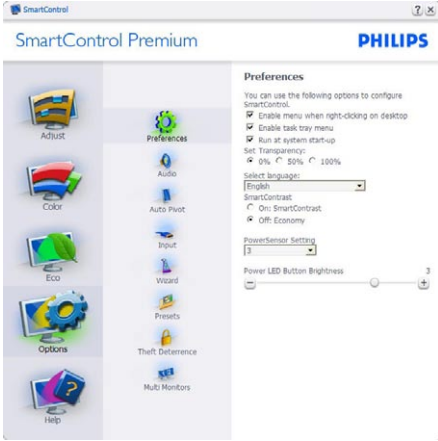 SmartControl
SmartControl Premium
PHILIPS
Adjust
Color
Eco
Options
Help
Preferences
Audio
Auto Pivot
Input
Wizard
Presets
Theft Deterrence
Multi Monitors
Preferences
You can use the following options to configure
SmartControl.
Enable menu when right-clicking on desktop
Enable task tray menu
Run at system start-up
Set Transparency:
0% 50% 100%
Select language:
English
SmartContrast
On: SmartContrast
Off: Economy
PowerSensor Setting
3
Power LED Button Brightness 3